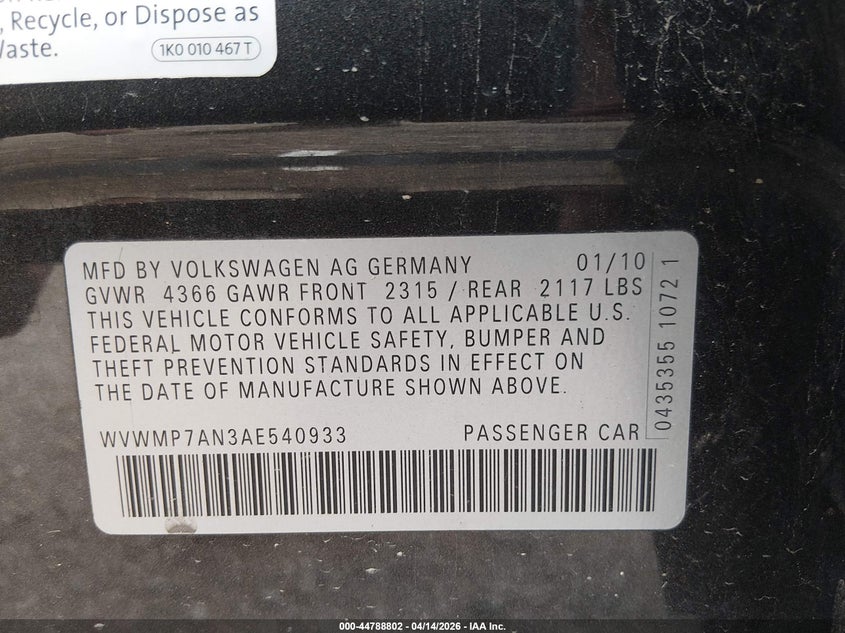 , Recycle, or Dispose as
Waste.
1K0 010 467 T
MFD BY VOLKSWAGEN AG GERMANY 01/10
GVWR 4366 GAWR FRONT 2315 / REAR 2117 LBS
THIS VEHICLE CONFORMS TO ALL APPLICABLE U.S.
FEDERAL MOTOR VEHICLE SAFETY, BUMPER AND
THEFT PREVENTION STANDARDS IN EFFECT ON
THE DATE OF MANUFACTURE SHOWN ABOVE.
WVWMP7AN3AE540933 PASSENGER CAR
0435355 1072 1
000-44788802 - 04/14/2026 - IAA Inc.